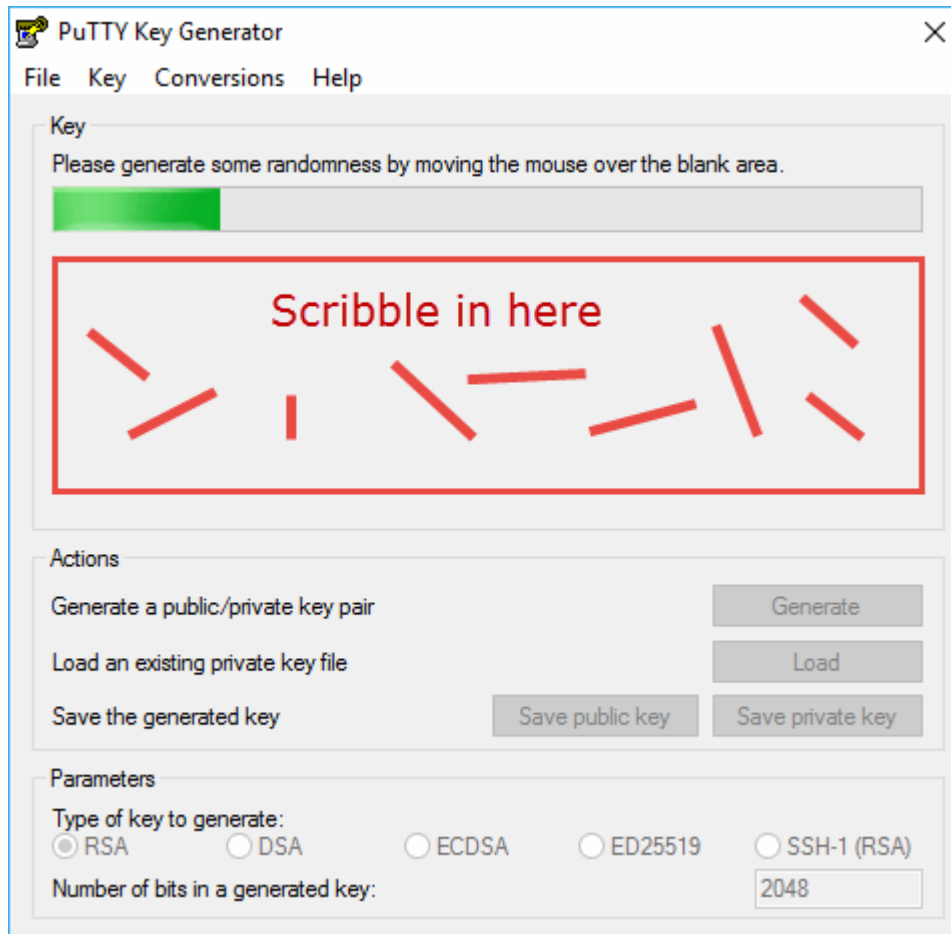 PuTTY Key Generator
File Key Conversions Help
Key
Please generate some randomness by moving the mouse over the blank area.
Scribble in here
Actions
Generate a public/private key pair Generate
Load an existing private key file Load
Save the generated key Save public key Save private key
Parameters
Type of key to generate:
RSA DSA ECDSA ED25519 SSH-1 (RSA)
Number of bits in a generated key: 2048